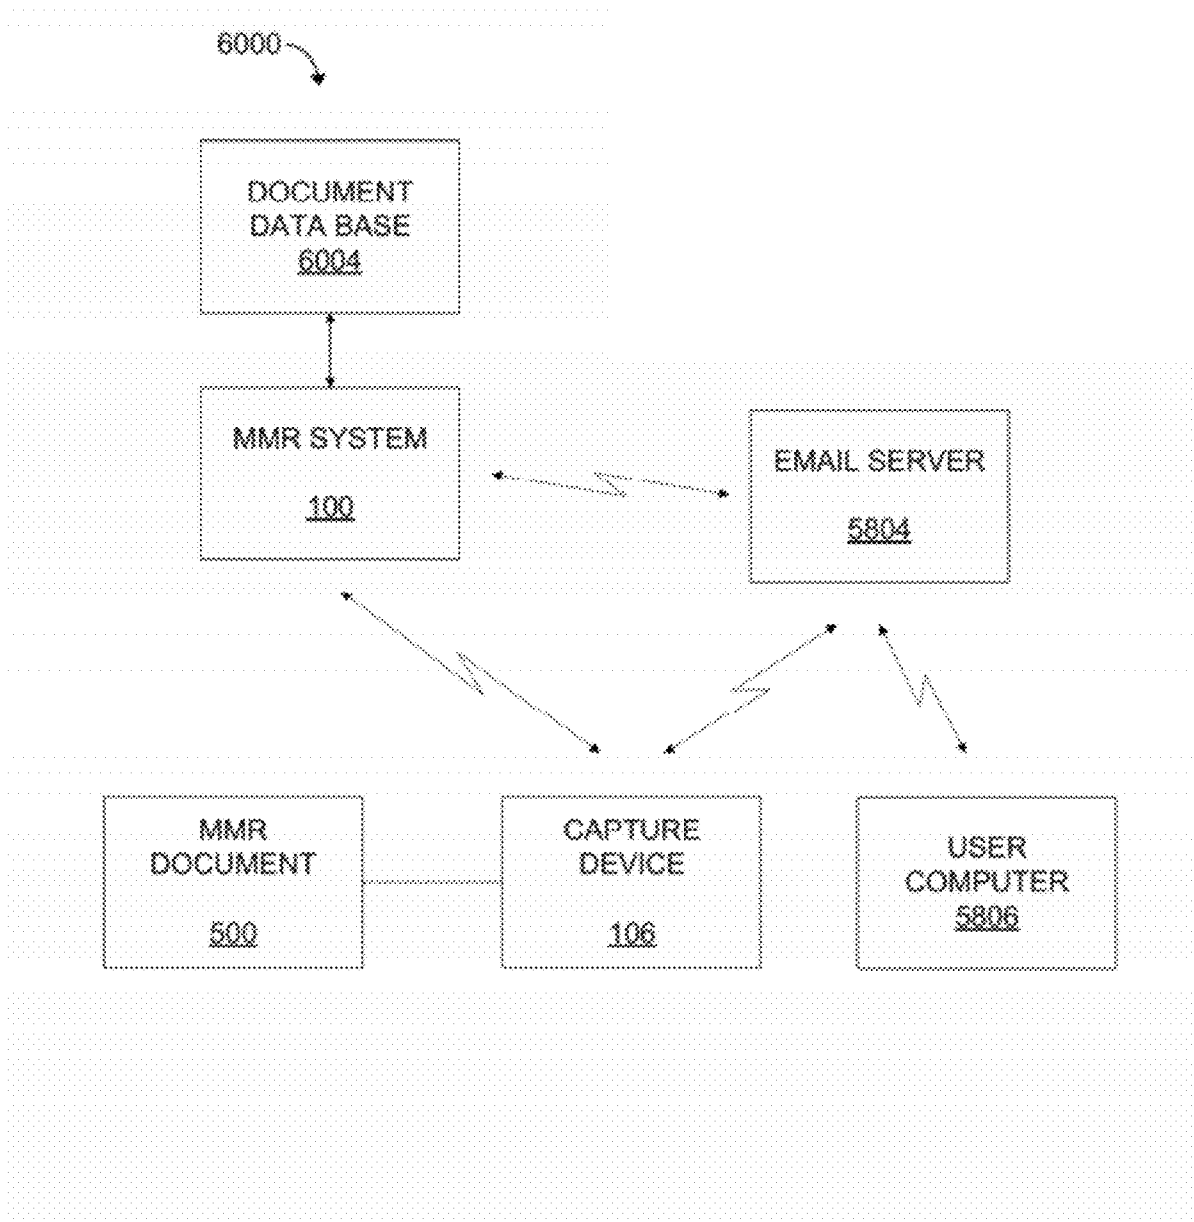 6000
DOCUMENT
DATA BASE
6004
MMR SYSTEM
100
EMAIL SERVER
5804
MMR
DOCUMENT
500
CAPTURE
DEVICE
106
USER
COMPUTER
5806